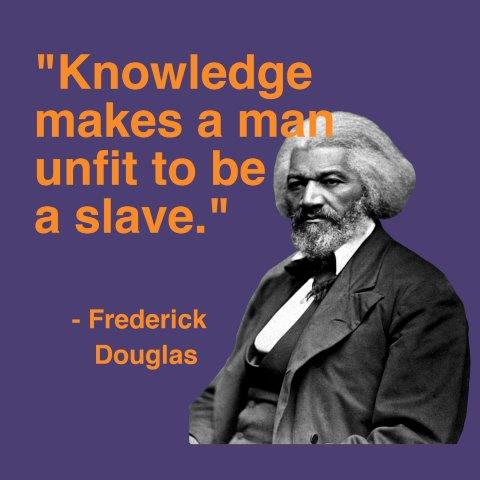 "Knowledge
makes a man
unfit to be
a slave."
- Frederick
Douglas